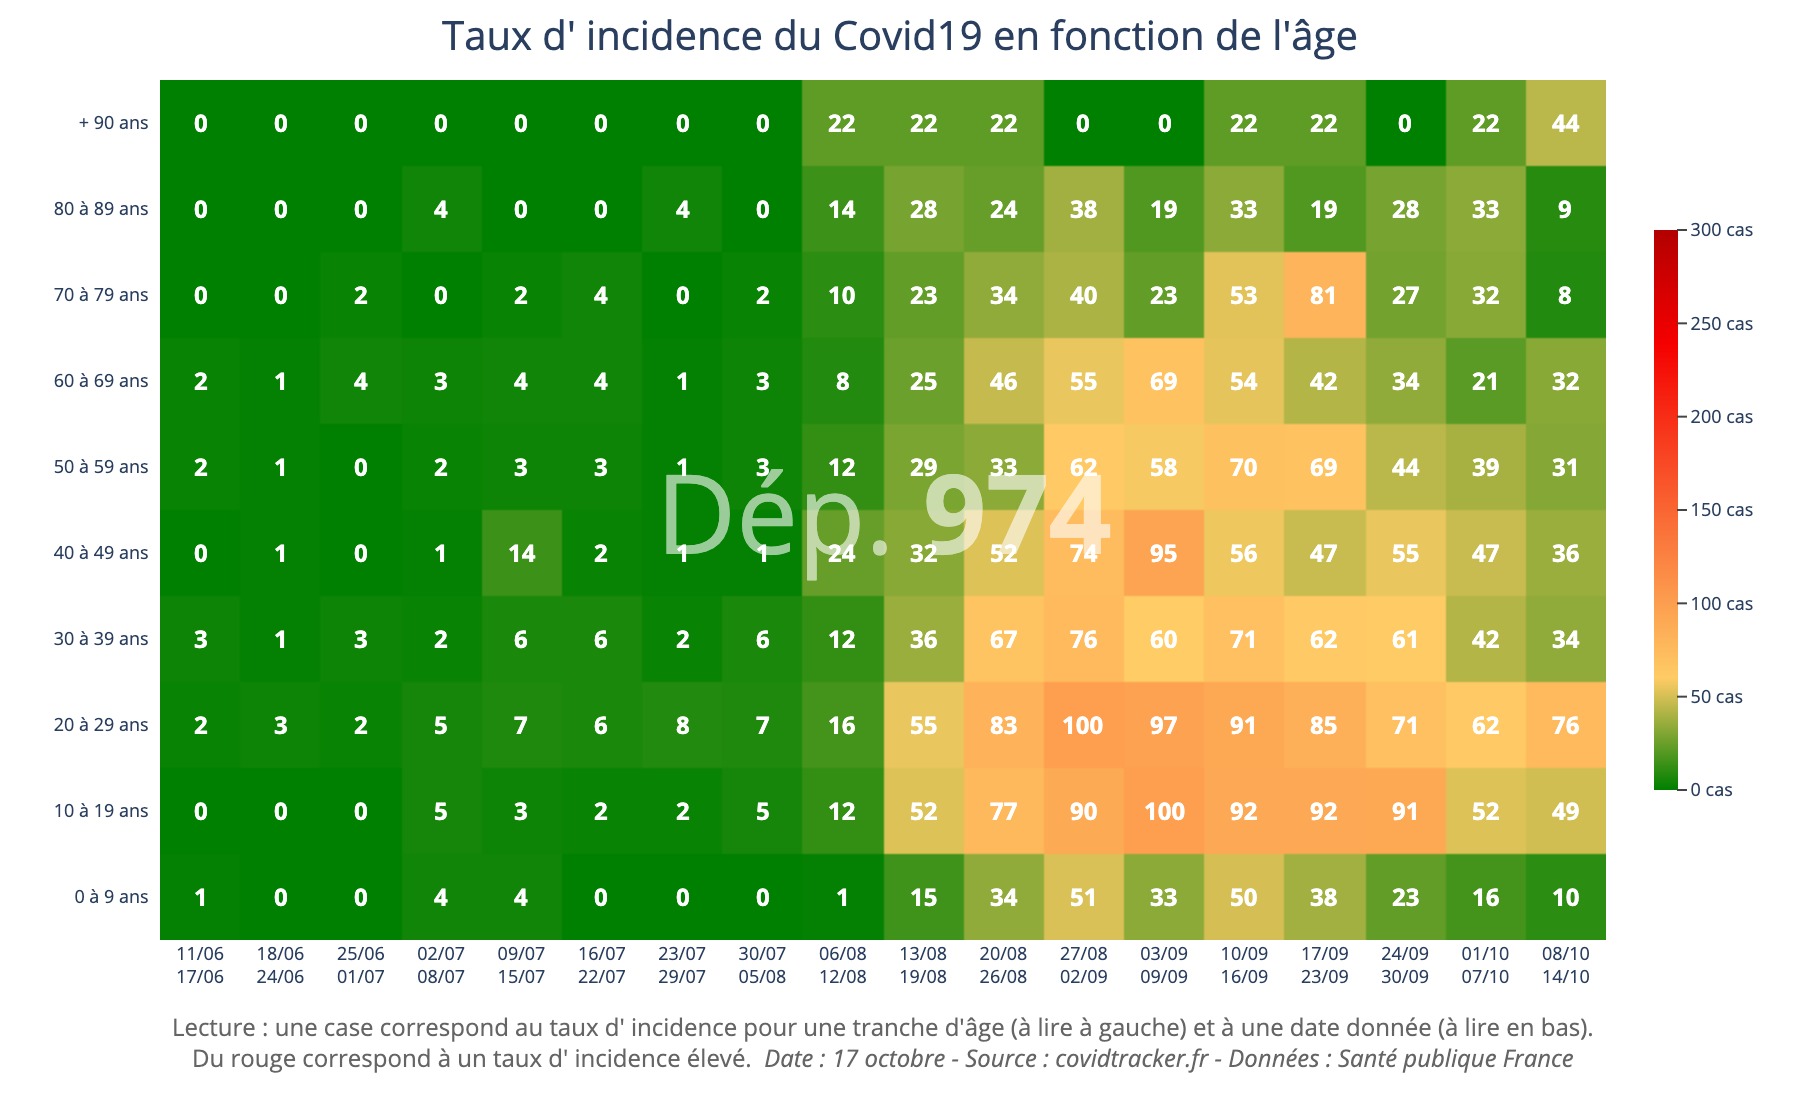 Taux d' incidence du Covid19 en fonction de l'âge
+ 90 ans 0 0 0 0 0 0 0 0 22 22 22 0 0 22 22 0 22 44
80 à 89 ans 0 0 0 4 0 0 4 0 14 28 24 38 19 33 19 28 33 9
70 à 79 ans 0 0 2 0 2 4 0 2 10 23 34 40 23 53 81 27 32 8
60 à 69 ans 2 1 4 3 4 4 1 3 8 25 46 55 69 54 42 34 21 32
50 à 59 ans 2 1 0 2 3 3 1 3 12 29 33 62 58 70 69 44 39 31
Dép. 974
40 à 49 ans 0 1 0 1 14 2 1 1 24 32 52 74 95 56 47 55 47 36
30 à 39 ans 3 1 3 2 6 6 2 6 12 36 67 76 60 71 62 61 42 34
20 à 29 ans 2 3 2 5 7 6 8 7 16 55 83 100 97 91 85 71 62 76
10 à 19 ans 0 0 0 5 3 2 2 5 12 52 77 90 100 92 92 91 52 49
0 à 9 ans 1 0 0 4 4 0 0 0 1 15 34 51 33 50 38 23 16 10
11/06 18/06 25/06 02/07 09/07 16/07 23/07 30/07 06/08 13/08 20/08 27/08 03/09 10/09 17/09 24/09 01/10 08/10
17/06 24/06 01/07 08/07 15/07 22/07 29/07 05/08 12/08 19/08 26/08 02/09 09/09 16/09 23/09 30/09 07/10 14/10
300 cas
250 cas
200 cas
150 cas
100 cas
50 cas
0 cas
Lecture : une case correspond au taux d' incidence pour une tranche d'âge (à lire à gauche) et à une date donnée (à lire en bas).
Du rouge correspond à un taux d' incidence élevé. Date : 17 octobre - Source : covidtracker.fr - Données : Santé publique France